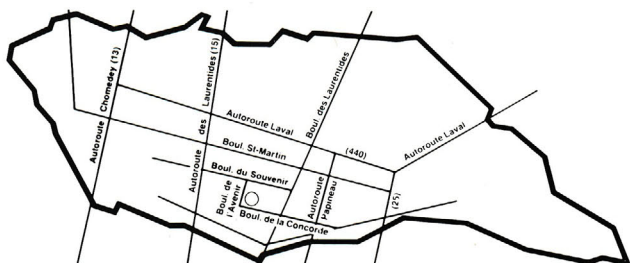 Autoroute Chomedey (13)
Autoroute des Laurentides (15)
Boul. des Laurentides
Autoroute Laval
(440)
Autoroute Laval
Boul. St-Martin
Boul. du Souvenir
Boul. de
l'Avenir
Autoroute
Papineau
(25)
Boul. de la Concorde